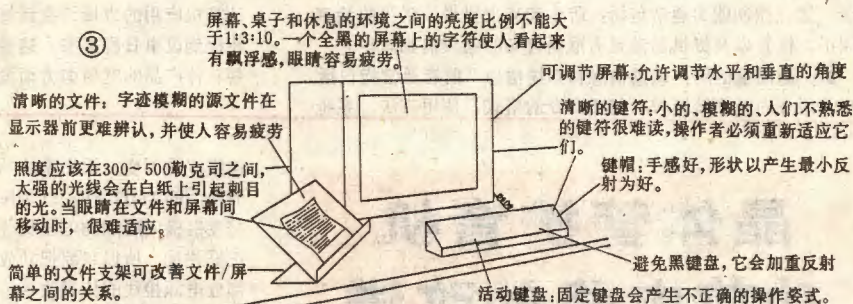 ③
屏幕、桌子和休息的环境之间的亮度比例不能大
于1:3:10。一个全黑的屏幕上的字符使人看起来
有飘浮感,眼睛容易疲劳。
清晰的文件：字迹模糊的源文件在
显示器前更难辨认,并使人容易疲劳
照度应该在300~500勒克司之间,
太强的光线会在白纸上引起刺目
的光。当眼睛在文件和屏幕间
移动时，很难适应。
简单的文件支架可改善文件/屏
幕之间的关系。
可调节屏幕:允许调节水平和垂直的角度
清晰的键符:小的、模糊的、人们不熟悉
的键符很难读,操作者必须重新适应它
们。
键帽:手感好,形状以产生最小反
射为好。
避免黑键盘,它会加重反射
活动键盘:固定键盘会产生不正确的操作姿式。